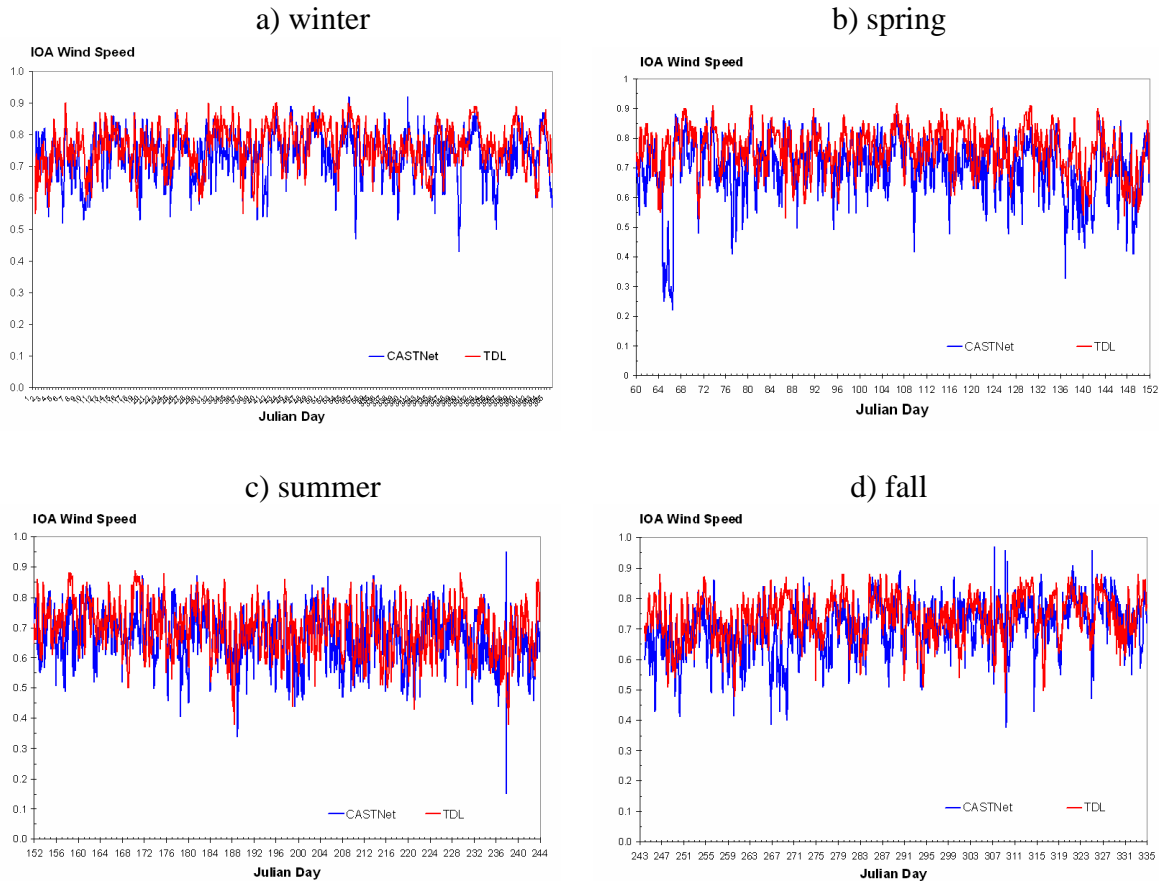 a) winter
IOA Wind Speed
1.0
0.9
0.8
0.7
0.6
0.5
0.4
0.3
0.2
0.1
0.0
CASTNet TDL
Julian Day
b) spring
IOA Wind Speed
1
0.9
0.8
0.7
0.6
0.5
0.4
0.3
0.2
0.1
0
CASTNet TDL
60 64 68 72 76 80 84 88 92 96 100 104 108 112 116 120 124 128 132 136 140 144 148 152
Julian Day
c) summer
IOA Wind Speed
1.0
0.9
0.8
0.7
0.6
0.5
0.4
0.3
0.2
0.1
0.0
CASTNet TDL
152 156 160 164 168 172 176 180 184 188 192 196 200 204 208 212 216 220 224 228 232 236 240 244
Julian Day
d) fall
IOA Wind Speed
1.0
0.9
0.8
0.7
0.6
0.5
0.4
0.3
0.2
0.1
0.0
CASTNet TDL
243 247 251 255 259 263 267 271 275 279 283 287 291 295 299 303 307 311 315 319 323 327 331 335
Julian Day